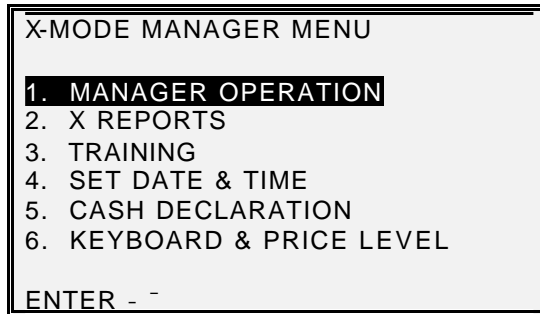 X-MODE MANAGER MENU
1. MANAGER OPERATION
2. X REPORTS
3. TRAINING
4. SET DATE & TIME
5. CASH DECLARATION
6. KEYBOARD & PRICE LEVEL
ENTER - ¯